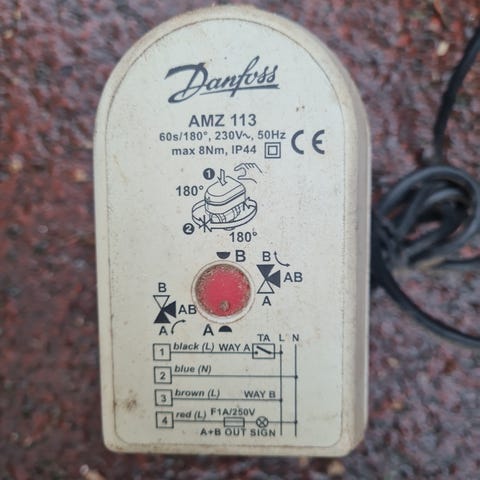 Danfoss
AMZ 113
60s/180°, 230V~, 50Hz
max 8Nm, IP44
CE
1
180°
2
180°
B
B
AB
A
B
AB
A
A
TA L N
1 black (L) WAY A
2 blue (N)
3 brown (L) WAY B
4 red (L) F1A/250V
A+B OUT SIGN